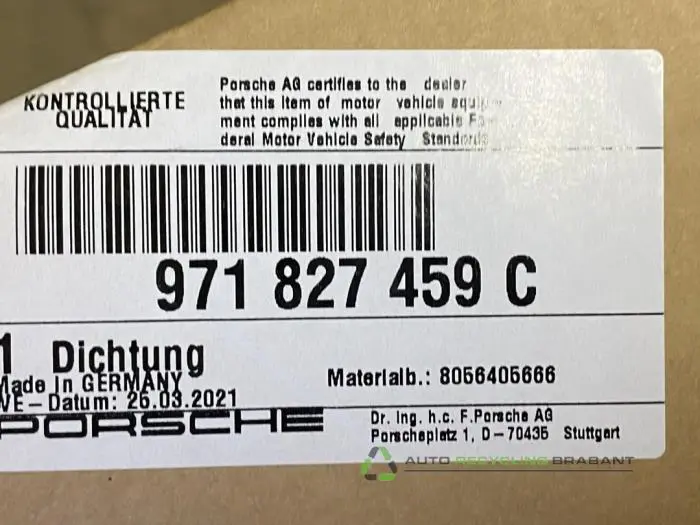 KONTROLLIERTE
QUALITÄT
Porsche AG certifies to the dealer
that this item of motor vehicle equip
ment complies with all applicable Fe
deral Motor Vehicle Safety Standards
971 827 459 C
1 Dichtung
Made In GERMANY
WE-Datum: 26.03.2021
Materialb.: 8056405666
PORSCHE
Dr. Ing. h.c. F.Porsche AG
Porscheplatz 1, D-70435 Stuttgart
AUTO RECYCLING BRABANT